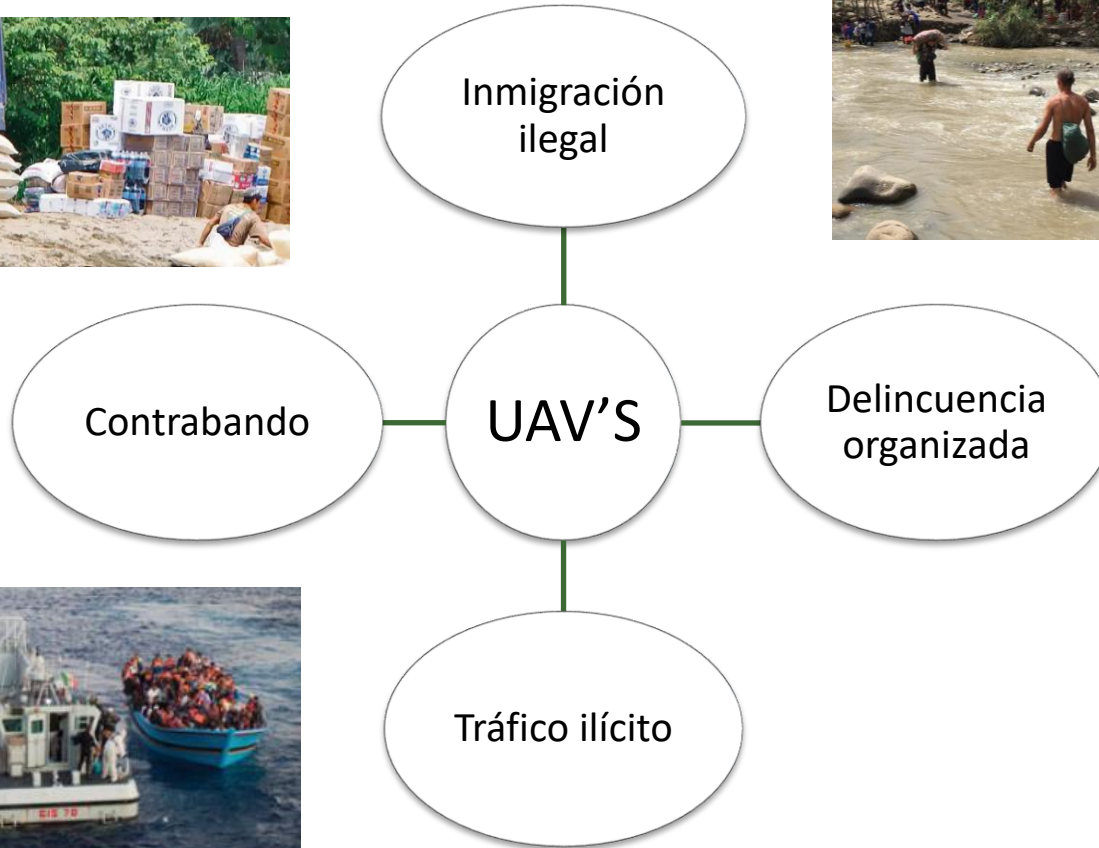 Inmigración
ilegal
Contrabando
UAV’S
Delincuencia
organizada
Tráfico ilícito